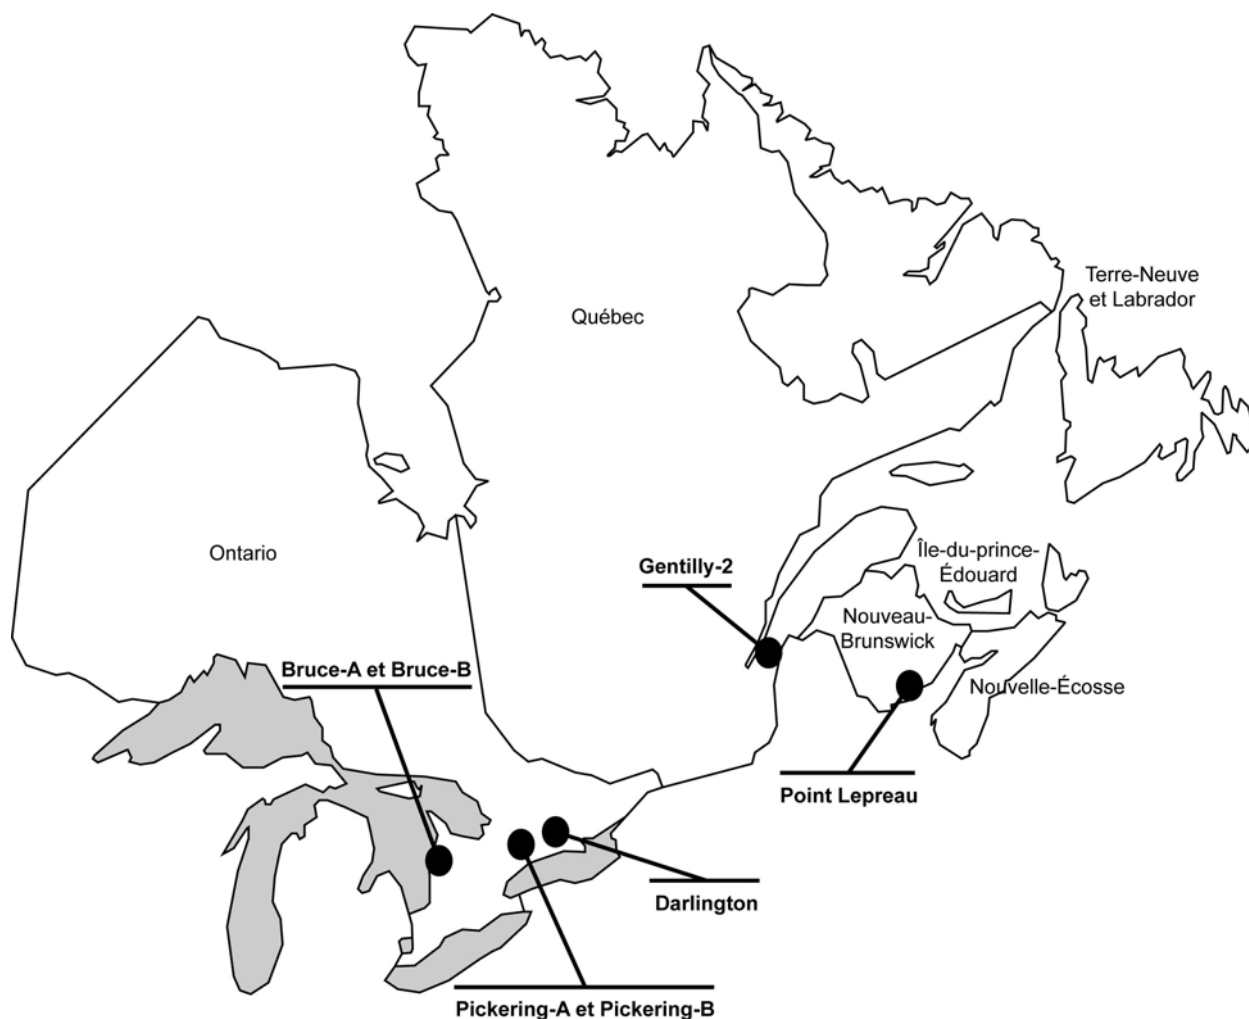 Terre-Neuve
et Labrador
Québec
Ontario
Île-du-prince-
Édouard
Gentilly-2
Nouveau-
Brunswick
Bruce-A et Bruce-B
Nouvelle-Écosse
Point Lepreau
Darlington
Pickering-A et Pickering-B